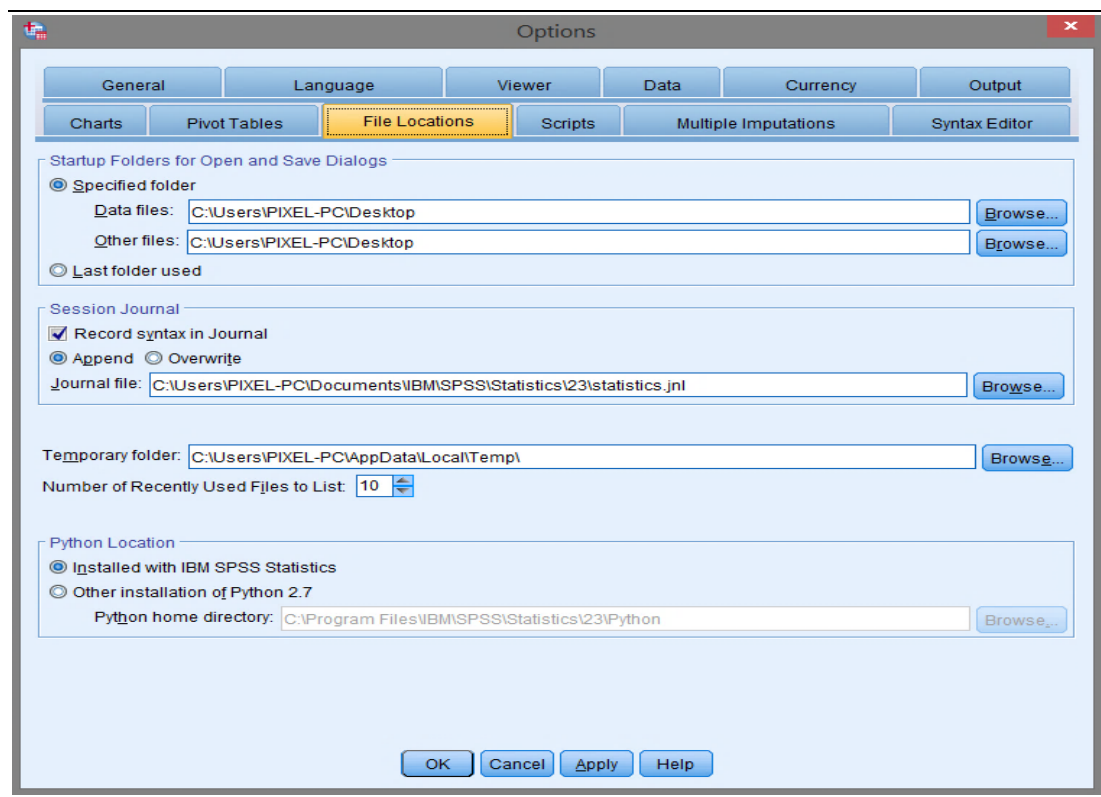 Options
General Language Viewer Data Currency Output
Charts Pivot Tables File Locations Scripts Multiple Imputations Syntax Editor
Startup Folders for Open and Save Dialogs
Specified folder
Data files: C:\Users\PIXEL-PC\Desktop Browse...
Other files: C:\Users\PIXEL-PC\Desktop Browse...
Last folder used
Session Journal
Record syntax in Journal
Append Overwrite
Journal file: C:\Users\PIXEL-PC\Documents\IBM\SPSS\Statistics\23\statistics.jnl Browse...
Temporary folder: C:\Users\PIXEL-PC\AppData\Local\Temp\ Browse...
Number of Recently Used Files to List: 10
Python Location
Installed with IBM SPSS Statistics
Other installation of Python 2.7
Python home directory: C:\Program Files\IBM\SPSS\Statistics\23\Python Browse...
OK Cancel Apply Help